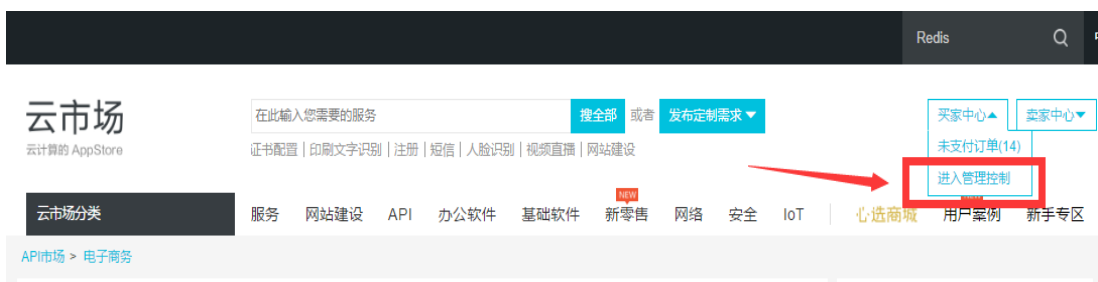 Redis
云市场
云计算的 AppStore
在此输入您需要的服务
搜全部 或者 发布定制需求
买家中心 卖家中心
证书配置 | 印刷文字识别 | 注册 | 短信 | 人脸识别 | 视频直播 | 网站建设
未支付订单(14)
进入管理控制
云市场分类
NEW
服务 网站建设 API 办公软件 基础软件 新零售 网络 安全 IoT 心选商城 用户案例 新手专区
API市场 > 电子商务